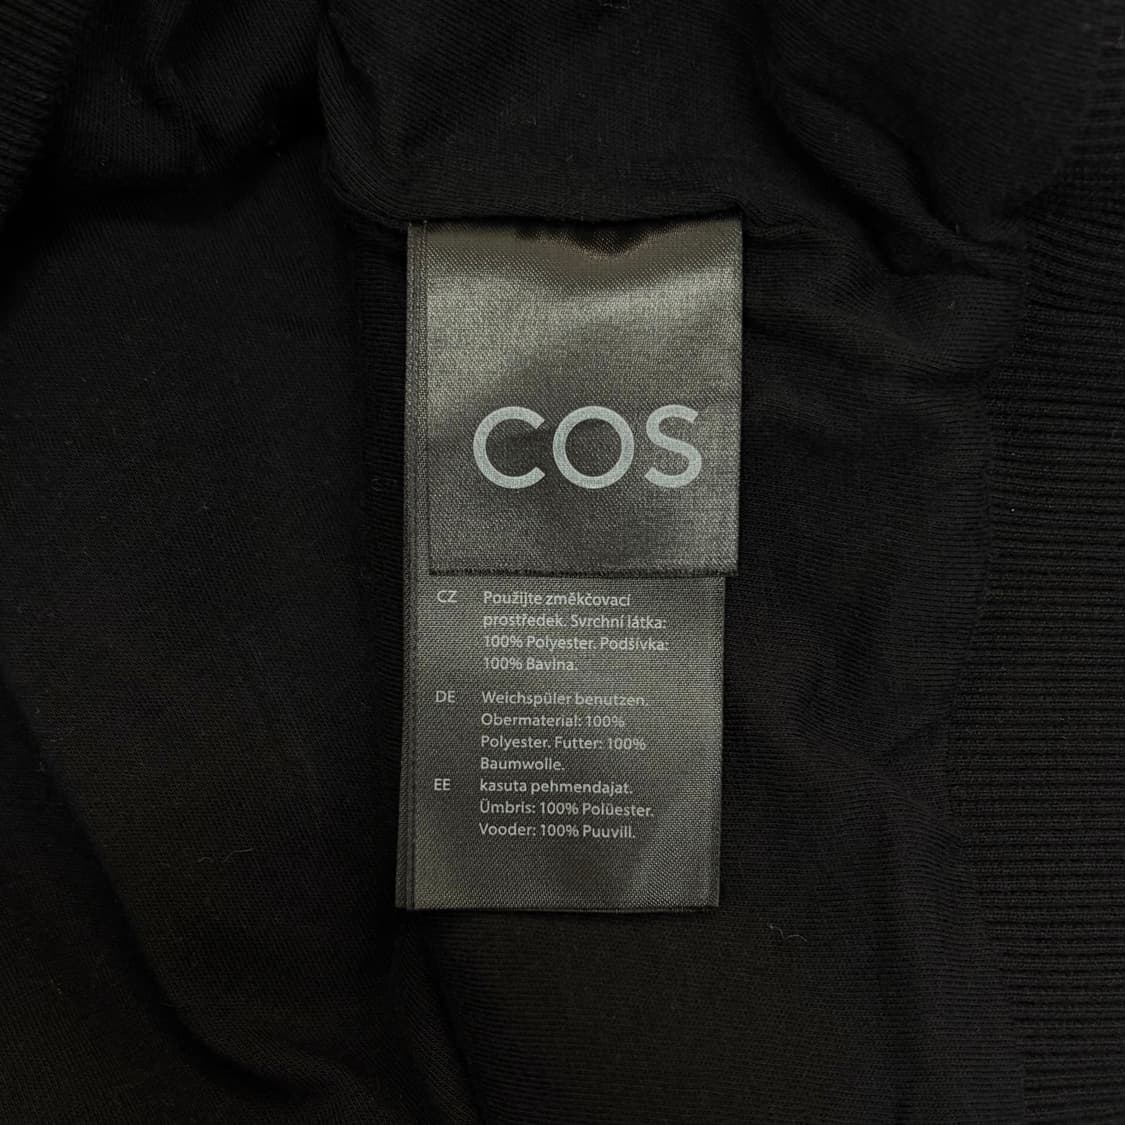 COS
CZ Použijte změkčovací
prostředek. Svrchní látka:
100% Polyester. Podšívka:
100% Bavlna.
DE Weichspüler benutzen.
Obermaterial: 100%
Polyester. Futter: 100%
Baumwolle.
EE kasuta pehmendajat.
Ümbris: 100% Polüester.
Vooder: 100% Puuvill.